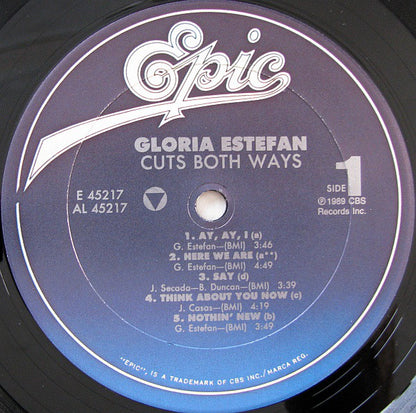 Epic
GLORIA ESTEFAN
CUTS BOTH WAYS
E 45217
AL 45217
SIDE 1
℗ 1989 CBS
Records Inc.
1. AY, AY, I (a)
G. Estefan—(BMI) 3:46
2. HERE WE ARE (a**)
G. Estefan—(BMI) 4:49
3. SAY (d)
J. Secada—B. Duncan—(BMI) 3:39
4. THINK ABOUT YOU NOW (c)
J. Casas—(BMI) 4:19
5. NOTHIN' NEW (b)
G. Estefan—(BMI) 3:49
"EPIC", IS A TRADEMARK OF CBS INC./MARCA REG.